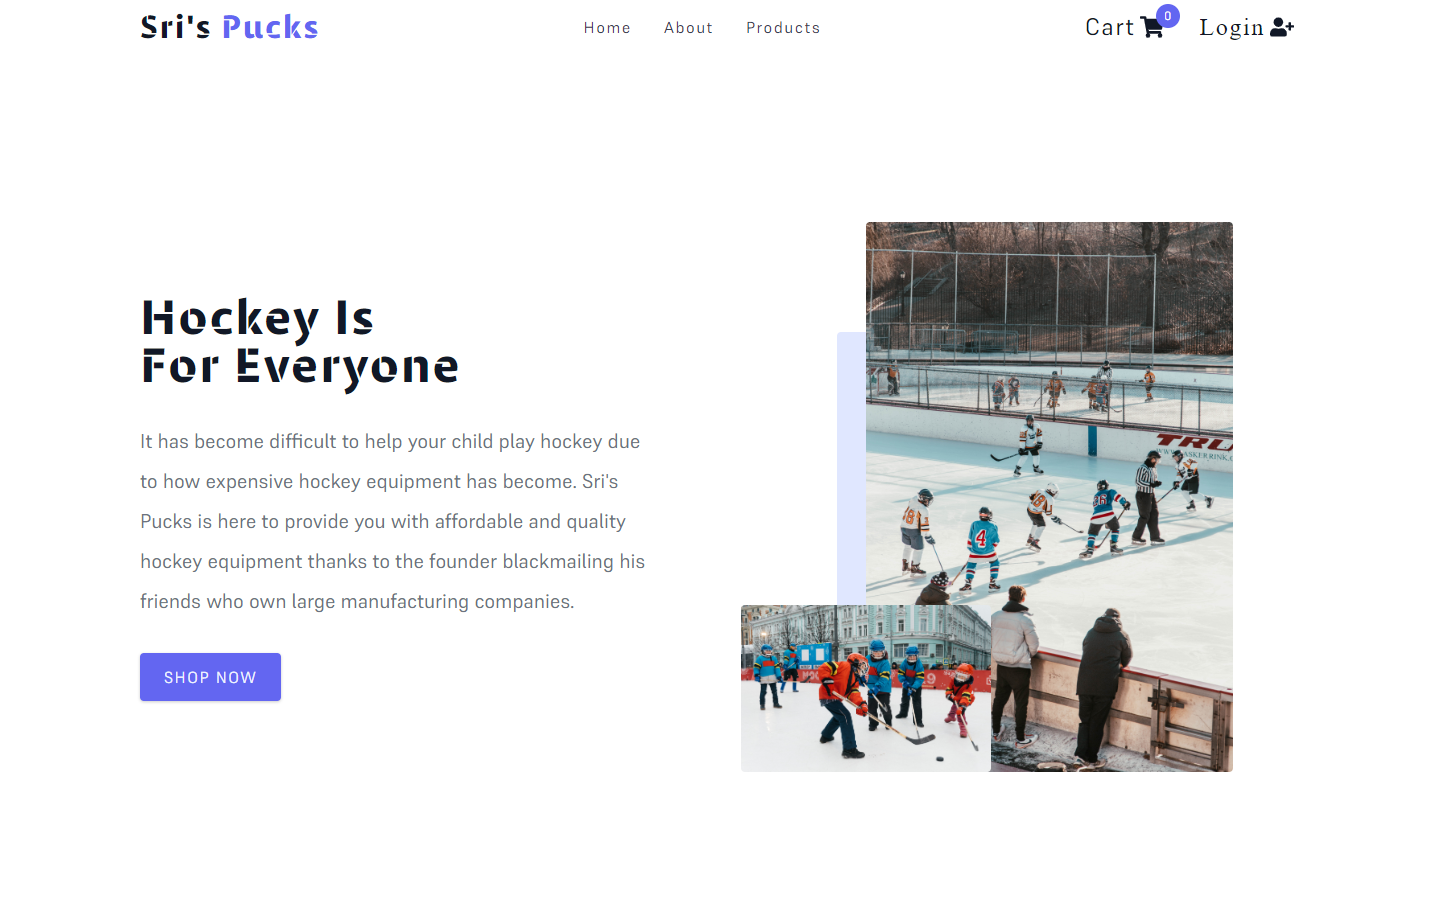 Sri's Pucks
Home About Products
Cart 0 Login
Hockey Is
For Everyone
It has become difficult to help your child play hockey due
to how expensive hockey equipment has become. Sri's
Pucks is here to provide you with affordable and quality
hockey equipment thanks to the founder blackmailing his
friends who own large manufacturing companies.
SHOP NOW
TRU
4